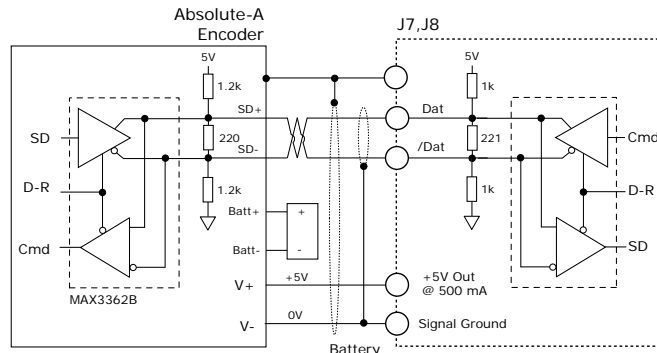 Absolute-A
Encoder
J7,J8
5V
1.2k
SD+
220
SD-
1.2k
SD
D-R
Cmd
MAX3362B
Batt+
+
Batt-
-
V+
+5V
V-
0V
Battery
5V
1k
Dat
221
/Dat
1k
Cmd
D-R
SD
+5V Out
@ 500 mA
Signal Ground